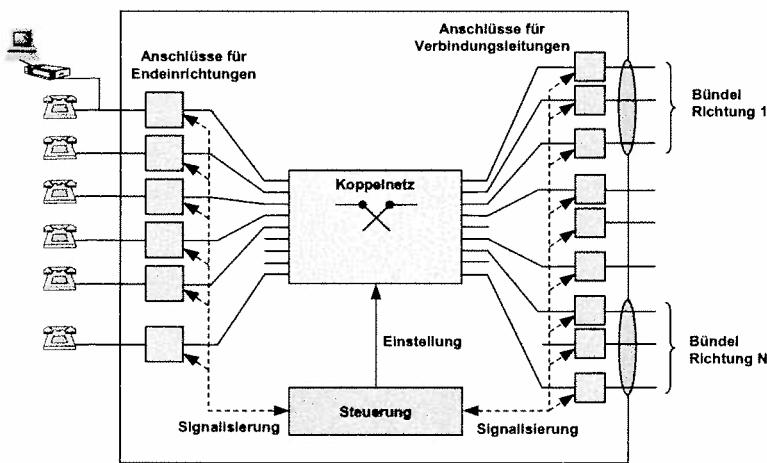 Anschlüsse für
Endeinrichtungen
Anschlüsse für
Verbindungsleitungen
Bündel
Richtung 1
Koppelnetz
Einstellung
Bündel
Richtung N
Steuerung
Signalisierung
Signalisierung